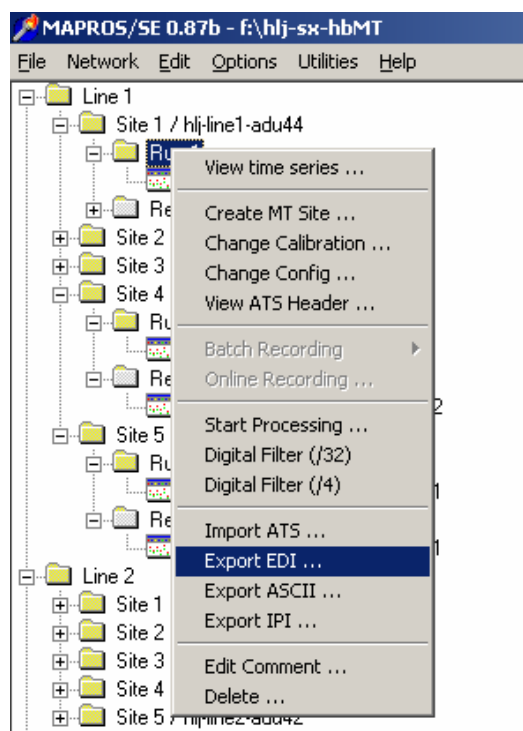 MAPROS/SE 0.87b - f:\hlj-sx-hbMT
File Network Edit Options Utilities Help
Line 1
Site 1 / hlj-line1-adu44
View time series ...
Create MT Site ...
Site 2
Change Calibration ...
Site 3
Change Config ...
Site 4
View ATS Header ...
Batch Recording
Online Recording ...
2
Site 5
Start Processing ...
Digital Filter (/32)
Digital Filter (/4)
1
Import ATS ...
1
Export EDI ...
Line 2
Site 1
Export ASCII ...
Site 2
Export IPI ...
Site 3
Edit Comment ...
Site 4
Delete ...
Site 5